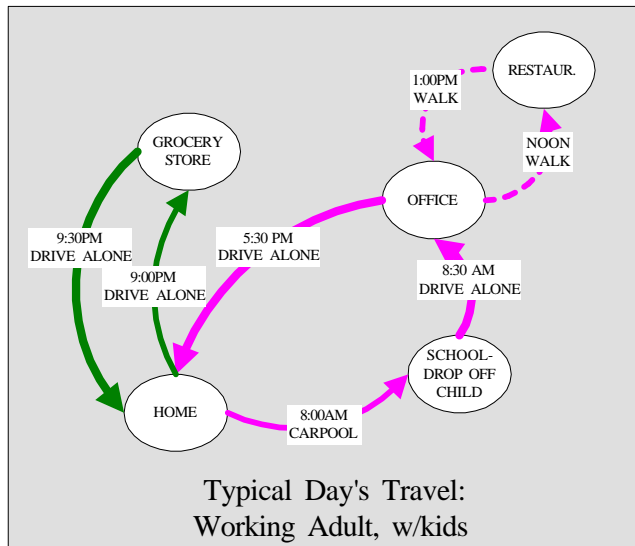 1:00PM
WALK
RESTAUR.
NOON
WALK
GROCERY
STORE
OFFICE
9:30PM
DRIVE ALONE
9:00PM
DRIVE ALONE
5:30 PM
DRIVE ALONE
8:30 AM
DRIVE ALONE
SCHOOL-
DROP OFF
CHILD
HOME
8:00AM
CARPOOL
Typical Day's Travel:
Working Adult, w/kids